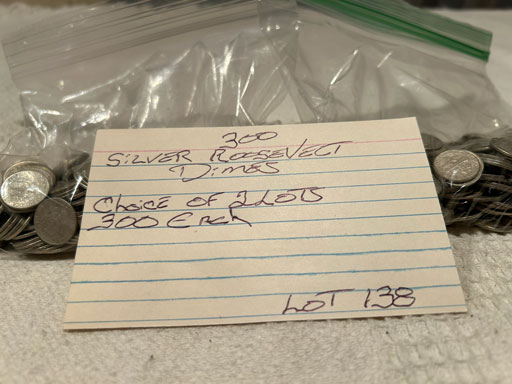 300
SILVER ROOSEVELT
DIMES
CHOICE OF 2 LOTS
300 EACH
LOT 138